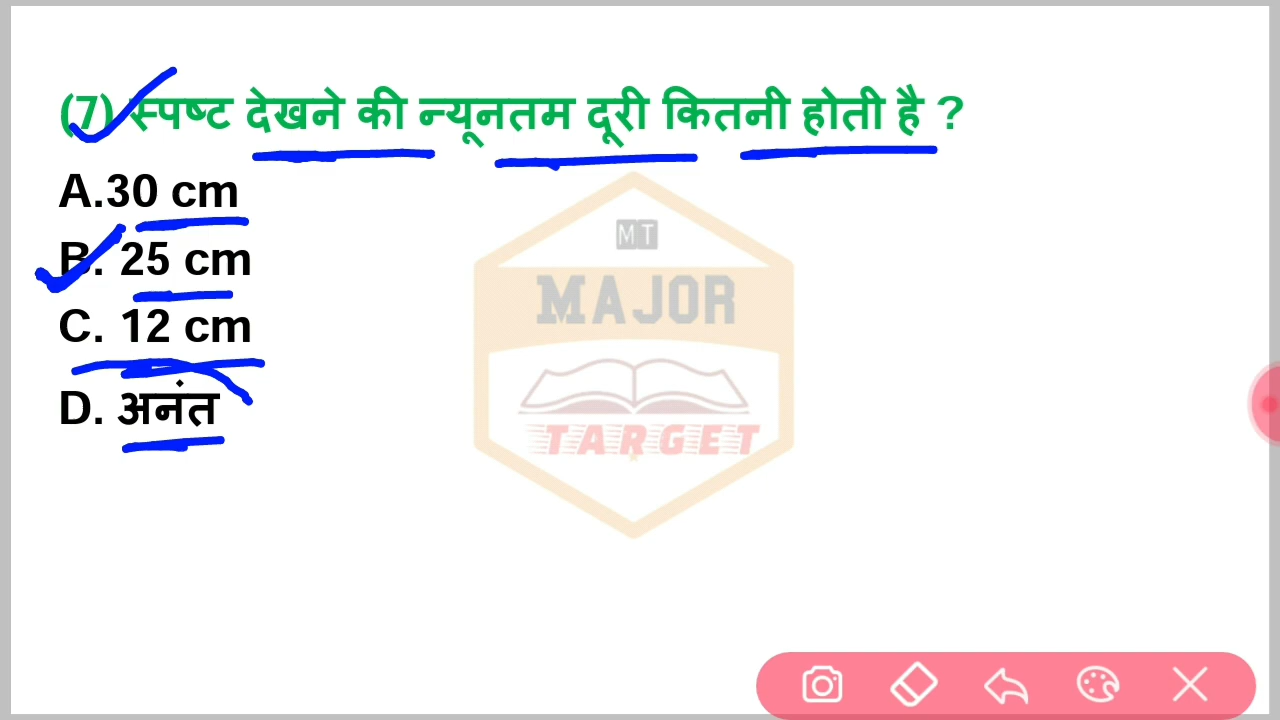 (7) स्पष्ट देखने की न्यूनतम दूरी कितनी होती है ?
A.30 cm
B. 25 cm
C. 12 cm
D. अनंत
MT
MAJOR
TARGET